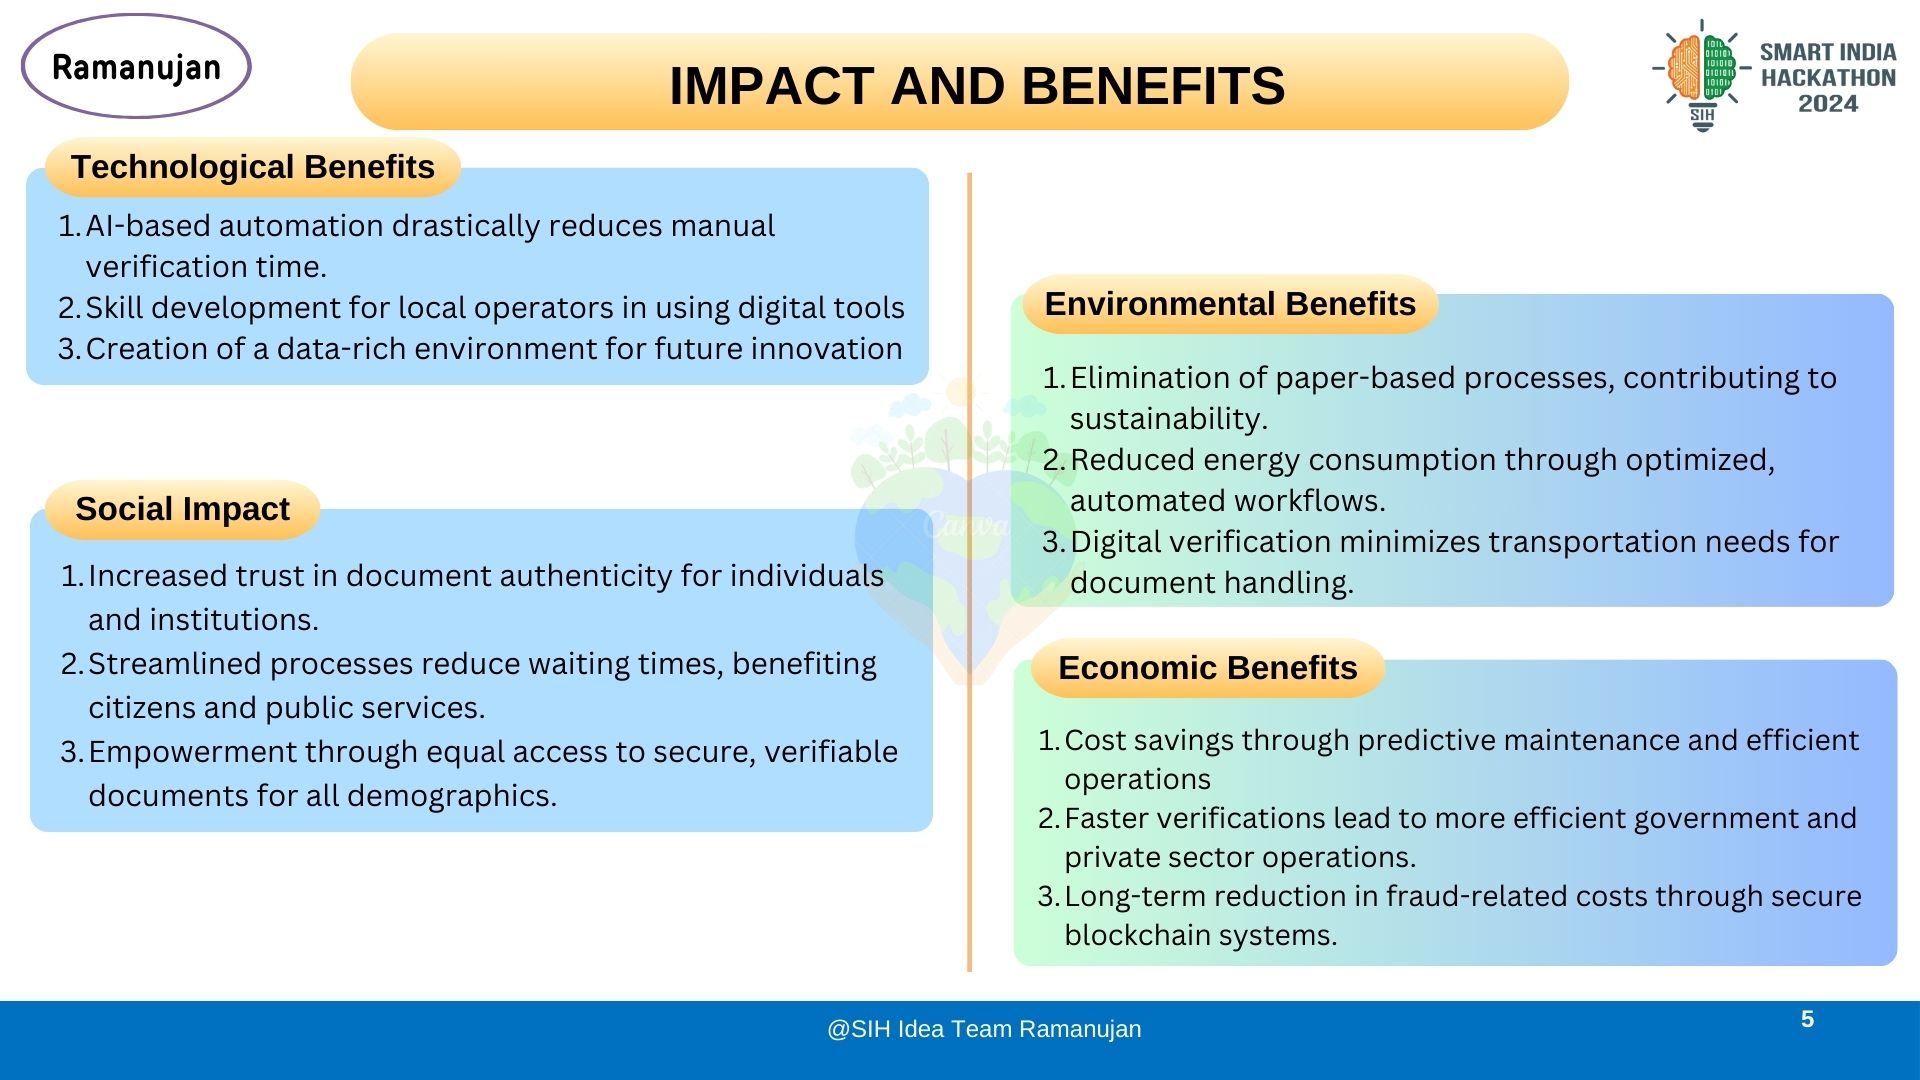 Ramanujan
IMPACT AND BENEFITS
SMART INDIA
HACKATHON
2024
SIH
Technological Benefits
1. AI-based automation drastically reduces manual
verification time.
2. Skill development for local operators in using digital tools
3. Creation of a data-rich environment for future innovation
Social Impact
1. Increased trust in document authenticity for individuals
and institutions.
2. Streamlined processes reduce waiting times, benefiting
citizens and public services.
3. Empowerment through equal access to secure, verifiable
documents for all demographics.
Canva
Environmental Benefits
1. Elimination of paper-based processes, contributing to
sustainability.
2. Reduced energy consumption through optimized,
automated workflows.
3. Digital verification minimizes transportation needs for
document handling.
Economic Benefits
1. Cost savings through predictive maintenance and efficient
operations
2. Faster verifications lead to more efficient government and
private sector operations.
3. Long-term reduction in fraud-related costs through secure
blockchain systems.
@SIH Idea Team Ramanujan
5